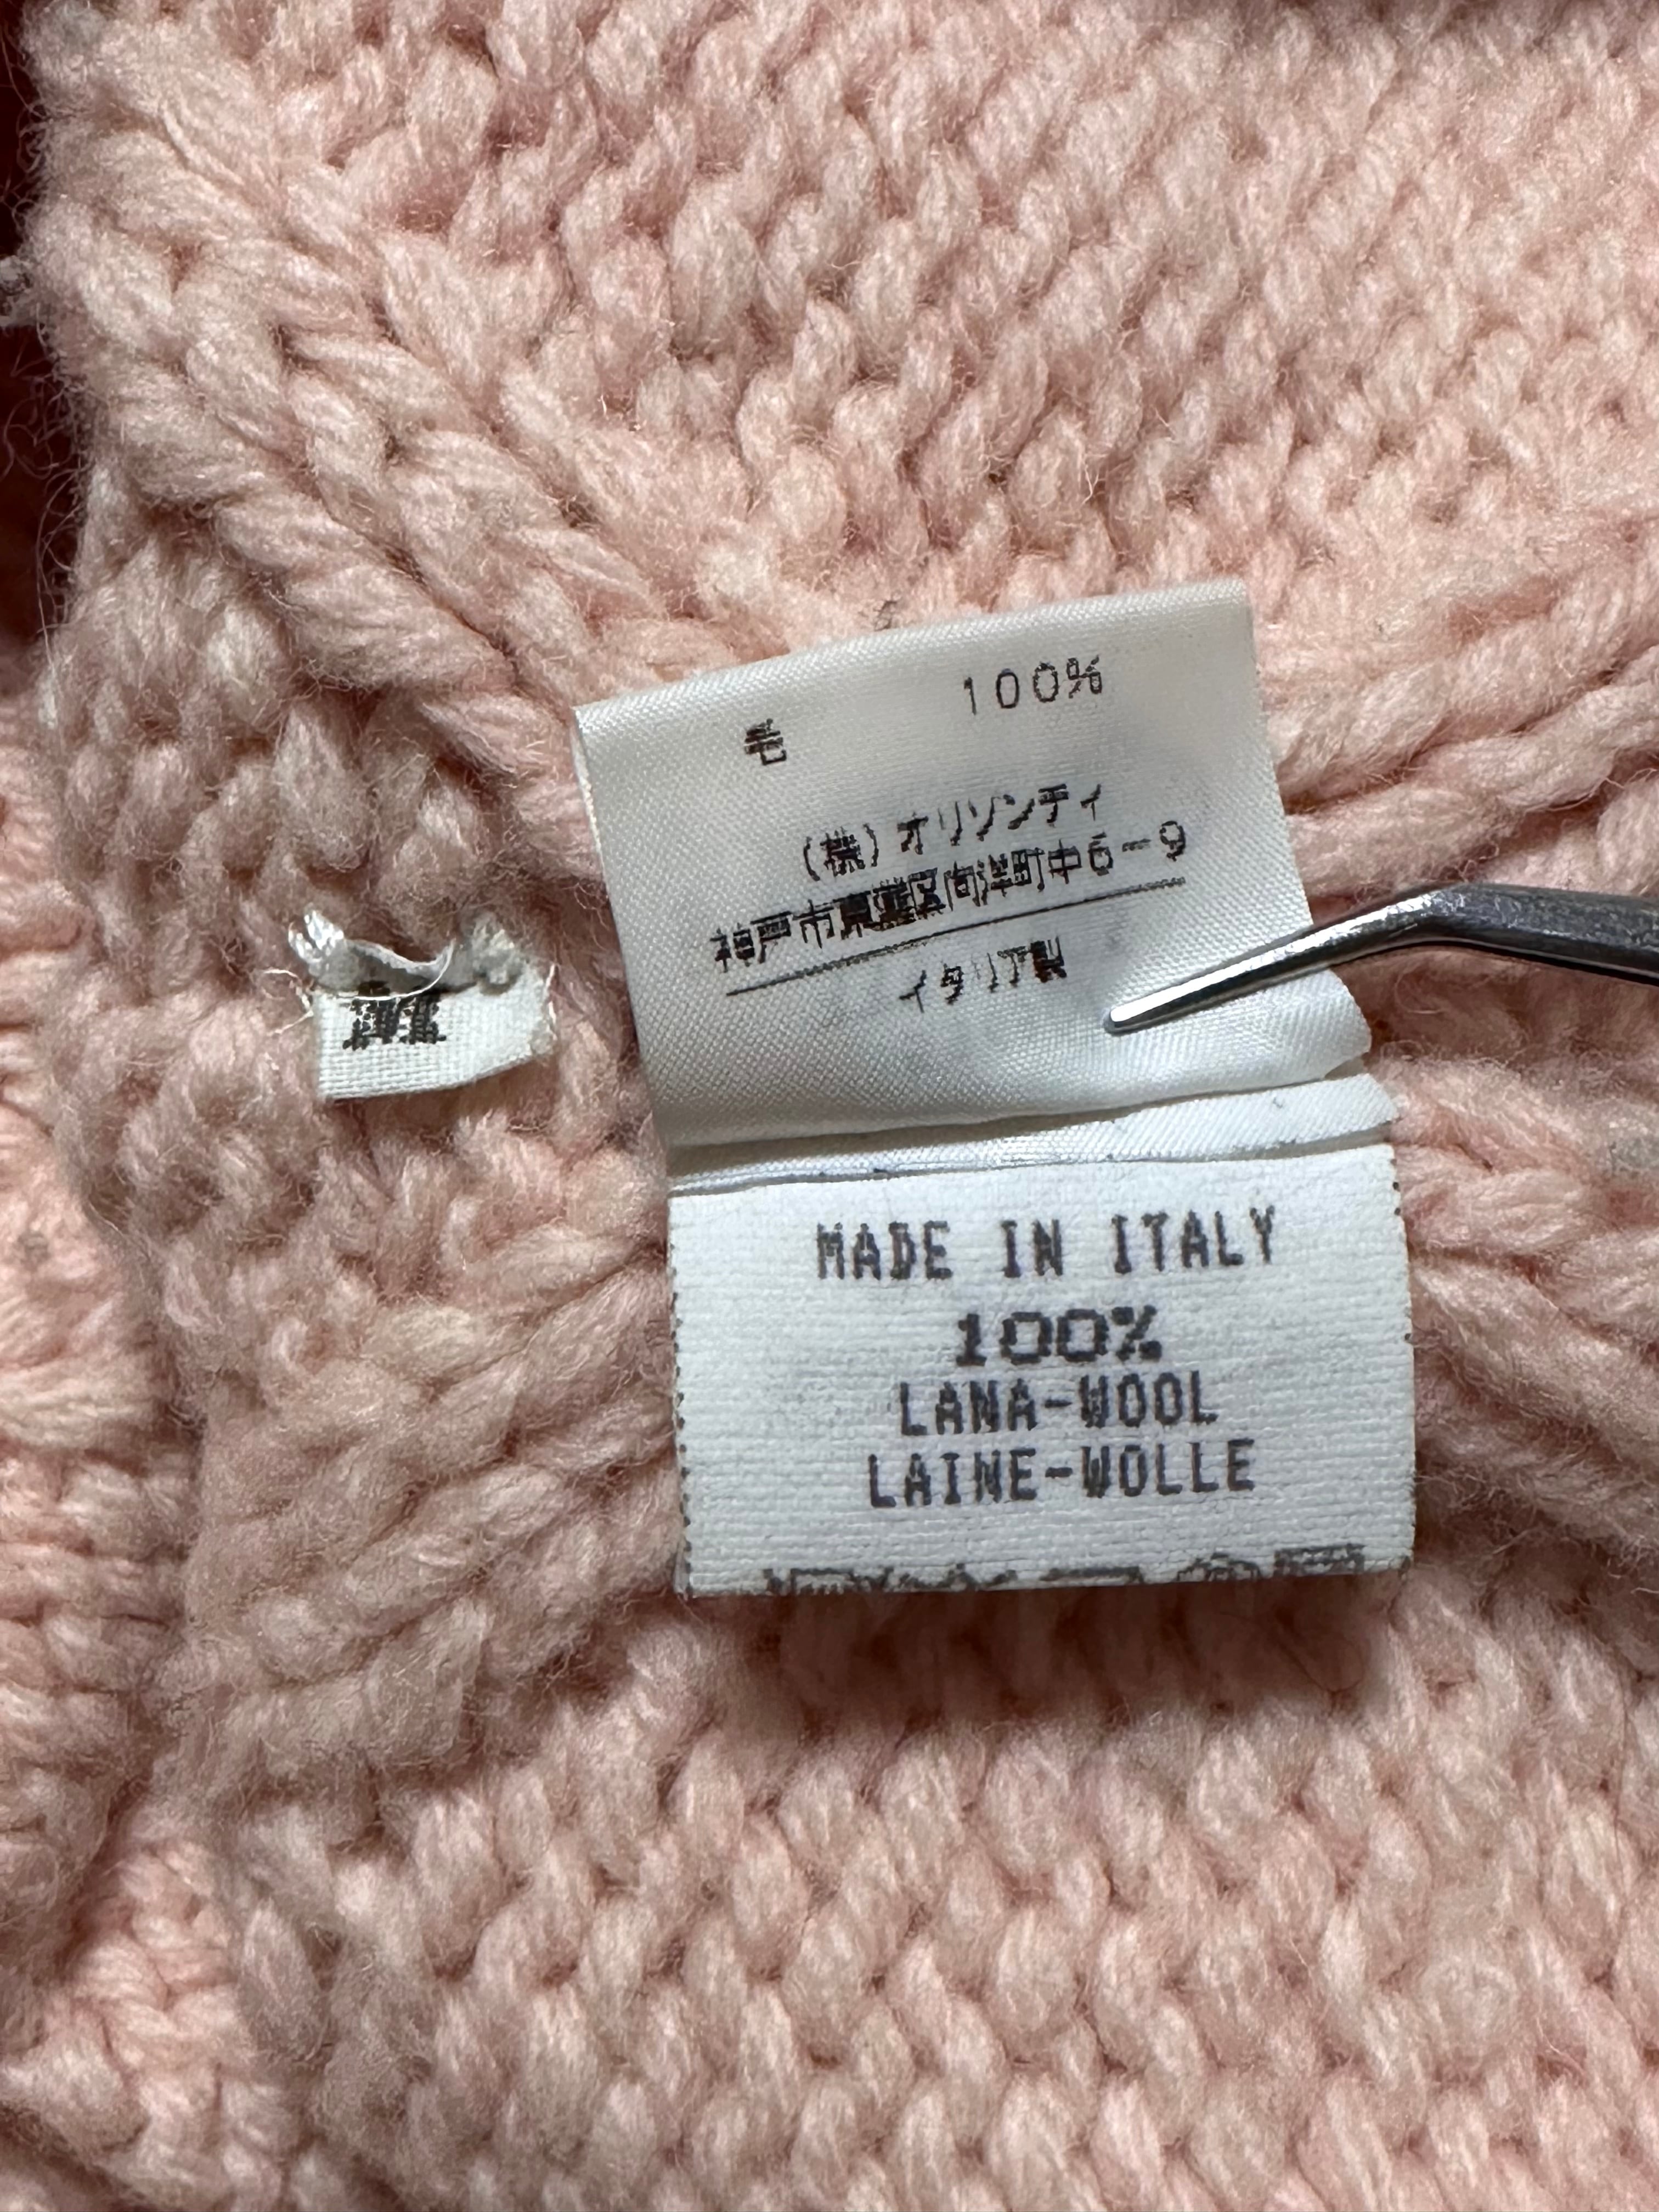 毛 100%
(株)オリゾンティ
神戸市東灘区向洋町中6-9
イタリア製
MADE IN ITALY
100%
LANA-WOOL
LAINE-WOLLE